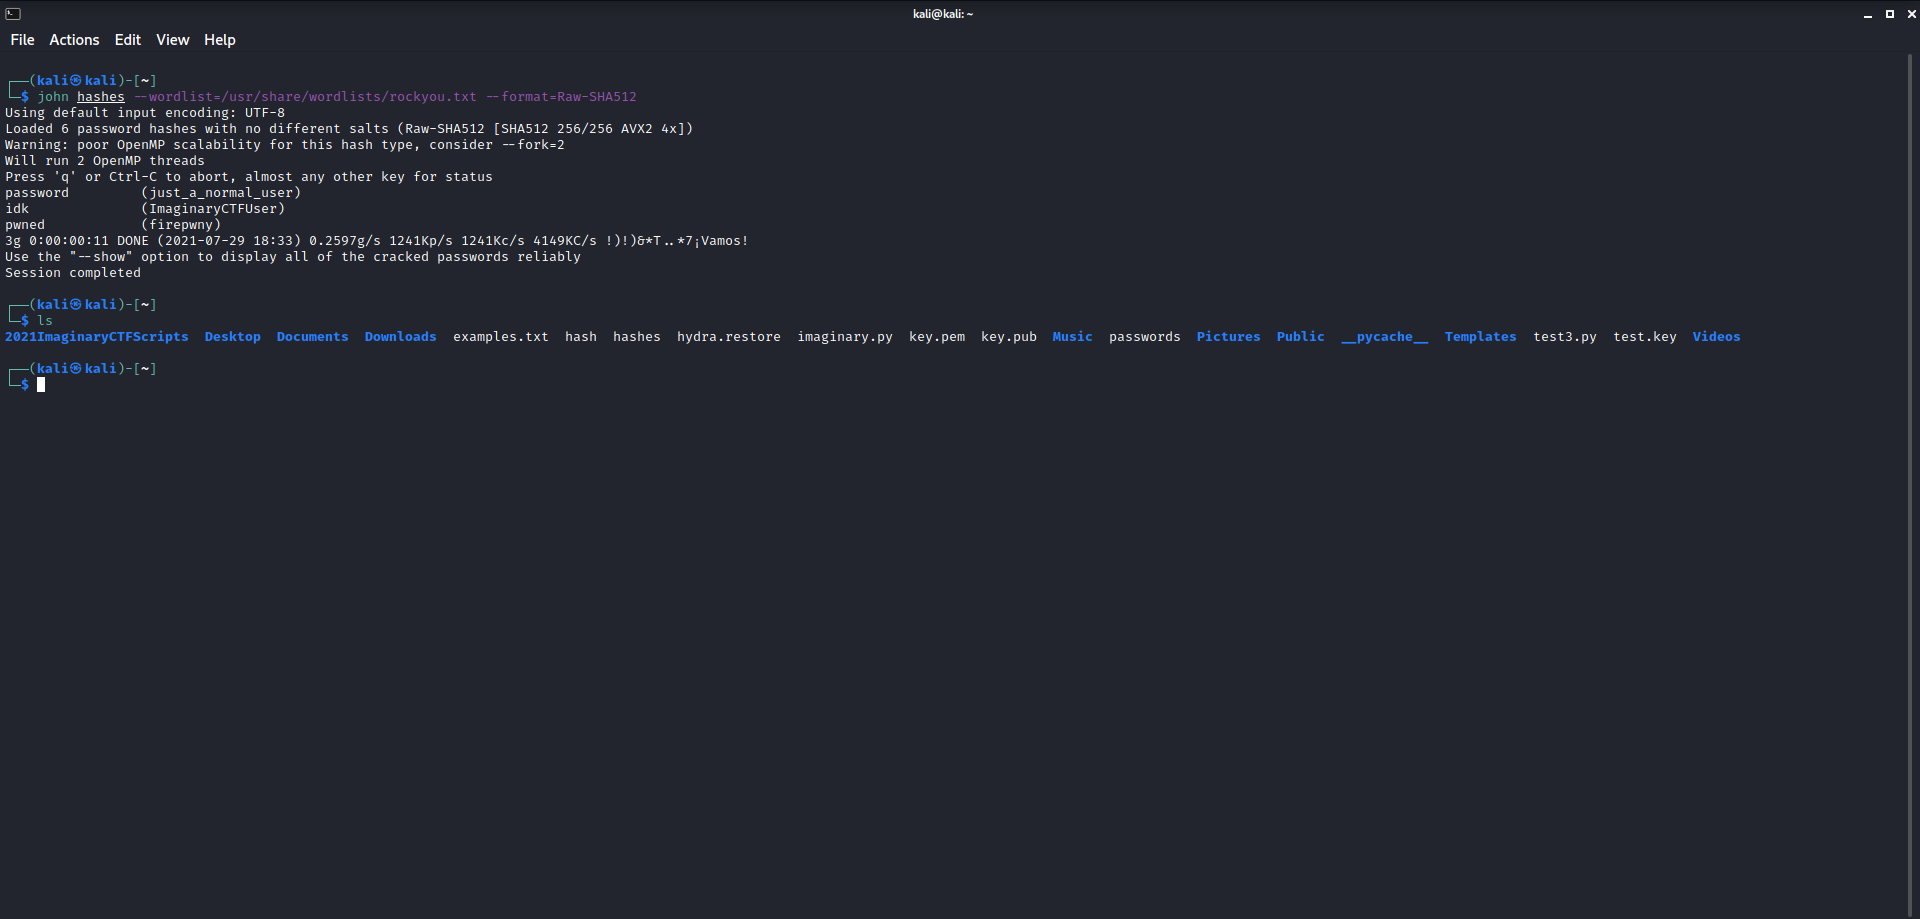 kali@kali: ~
File Actions Edit View Help
┌──(kali㉿kali)-[~]
└─$ john hashes --wordlist=/usr/share/wordlists/rockyou.txt --format=Raw-SHA512
Using default input encoding: UTF-8
Loaded 6 password hashes with no different salts (Raw-SHA512 [SHA512 256/256 AVX2 4x])
Warning: poor OpenMP scalability for this hash type, consider --fork=2
Will run 2 OpenMP threads
Press 'q' or Ctrl-C to abort, almost any other key for status
password         (just_a_normal_user)
idk              (ImaginaryCTFUser)
pwned            (firepwny)
3g 0:00:00:11 DONE (2021-07-29 18:33) 0.2597g/s 1241Kp/s 1241Kc/s 4149KC/s !)!)&*T..*7¡Vamos!
Use the "--show" option to display all of the cracked passwords reliably
Session completed
┌──(kali㉿kali)-[~]
└─$ ls
2021ImaginaryCTFScripts  Desktop  Documents  Downloads  examples.txt  hash  hashes  hydra.restore  imaginary.py  key.pem  key.pub  Music  passwords  Pictures  Public  __pycache__  Templates  test3.py  test.key  Videos
┌──(kali㉿kali)-[~]
└─$